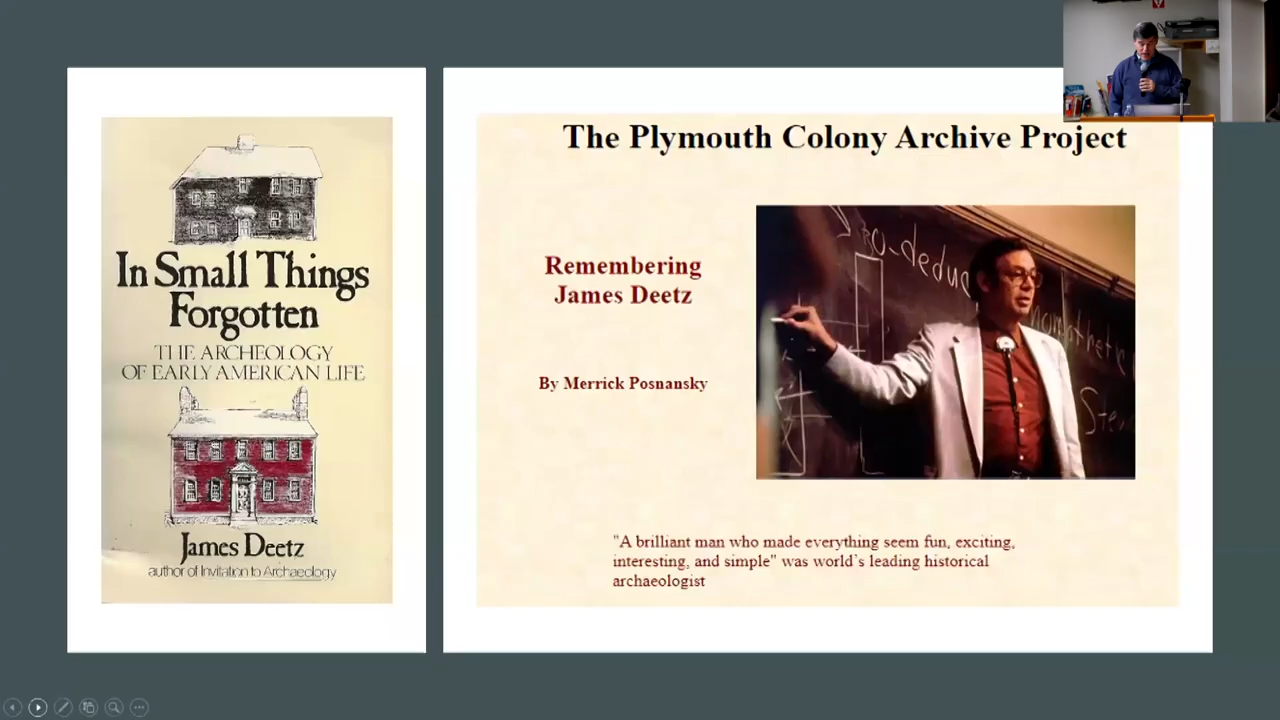 In Small Things
Forgotten
THE ARCHEOLOGY
OF EARLY AMERICAN LIFE
James Deetz
author of Invitation to Archaeology
The Plymouth Colony Archive Project
Remembering
James Deetz
By Merrick Posnansky
"A brilliant man who made everything seem fun, exciting,
interesting, and simple" was world's leading historical
archaeologist